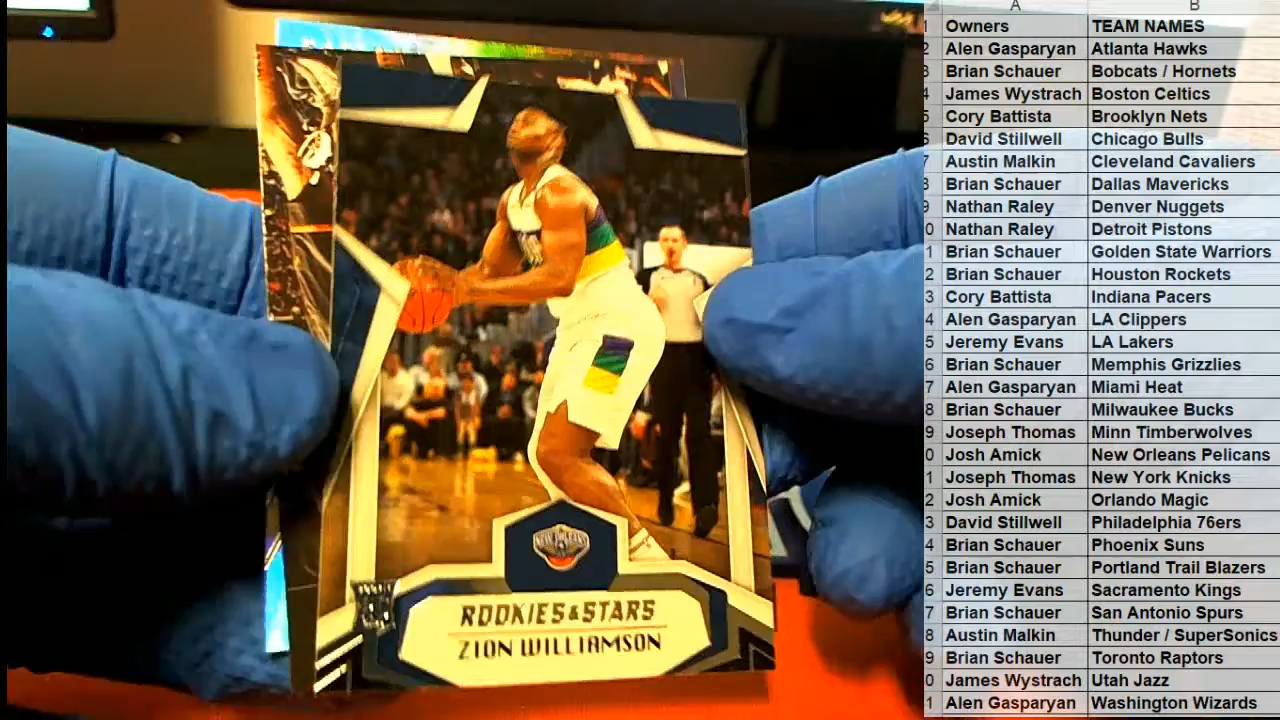 NEW ORLEANS
RC
ROOKIES & STARS
ZION WILLIAMSON
A B
1 Owners TEAM NAMES
2 Alen Gasparyan Atlanta Hawks
3 Brian Schauer Bobcats / Hornets
4 James Wystrach Boston Celtics
5 Cory Battista Brooklyn Nets
6 David Stillwell Chicago Bulls
7 Austin Malkin Cleveland Cavaliers
8 Brian Schauer Dallas Mavericks
9 Nathan Raley Denver Nuggets
0 Nathan Raley Detroit Pistons
1 Brian Schauer Golden State Warriors
2 Brian Schauer Houston Rockets
3 Cory Battista Indiana Pacers
4 Alen Gasparyan LA Clippers
5 Jeremy Evans LA Lakers
6 Brian Schauer Memphis Grizzlies
7 Alen Gasparyan Miami Heat
8 Brian Schauer Milwaukee Bucks
9 Joseph Thomas Minn Timberwolves
0 Josh Amick New Orleans Pelicans
1 Joseph Thomas New York Knicks
2 Josh Amick Orlando Magic
3 David Stillwell Philadelphia 76ers
4 Brian Schauer Phoenix Suns
5 Brian Schauer Portland Trail Blazers
6 Jeremy Evans Sacramento Kings
7 Brian Schauer San Antonio Spurs
8 Austin Malkin Thunder / SuperSonics
9 Brian Schauer Toronto Raptors
0 James Wystrach Utah Jazz
1 Alen Gasparyan Washington Wizards